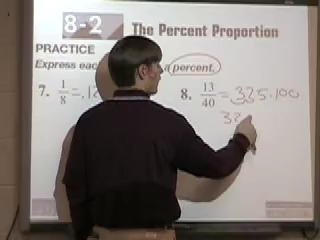 8-2 The Percent Proportion
PRACTICE
Express eac a percent.
7. 1/8 = .12 8. 13/40 = .325.100
32